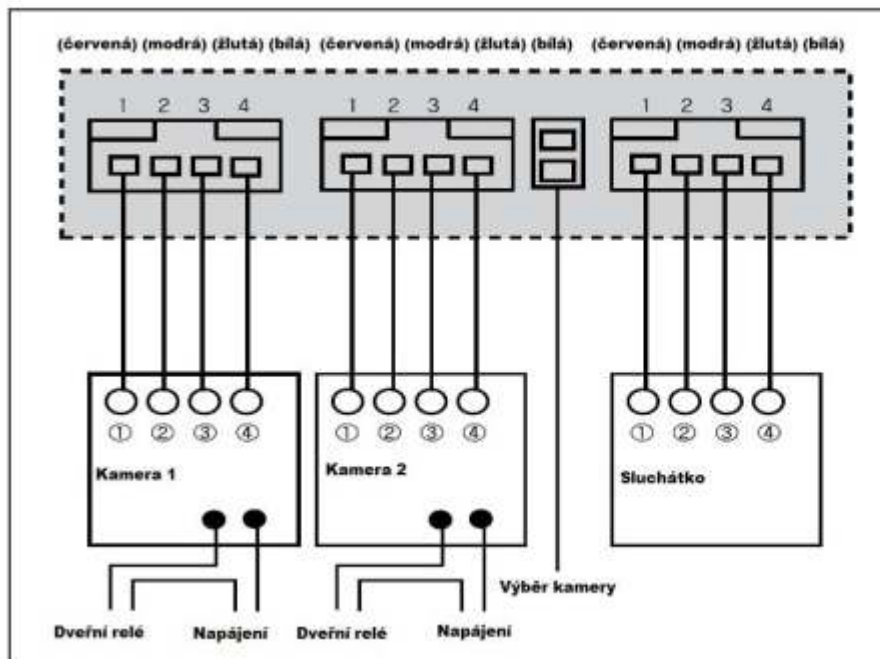 (červená) (modrá) (žlutá) (bílá) (červená) (modrá) (žlutá) (bílá) (červená) (modrá) (žlutá) (bílá)
1 2 3 4 1 2 3 4 1 2 3 4
① ② ③ ④ ① ② ③ ④ ① ② ③ ④
Kamera 1 Kamera 2 Sluchátko
Výběr kamery
Dveřní relé Napájení Dveřní relé Napájení